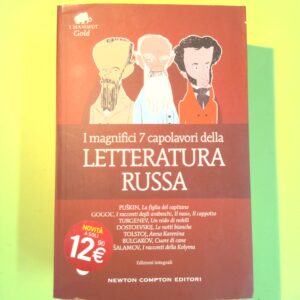 I MAMMUT
Gold
I magnifici 7 capolavori della
LETTERATURA
RUSSA
PUŠKIN, La figlia del capitano
GOGOL', I racconti degli arabeschi, Il naso, Il cappotto
TURGENEV, Un nido di nobili
DOSTOEVSKIJ, Le notti bianche
TOLSTOJ, Anna Karenina
BULGAKOV, Cuore di cane
ŠALAMOV, I racconti della Kolyma
Edizioni integrali
NOVITÀ
A SOLI
12,90
€
NEWTON COMPTON EDITORI